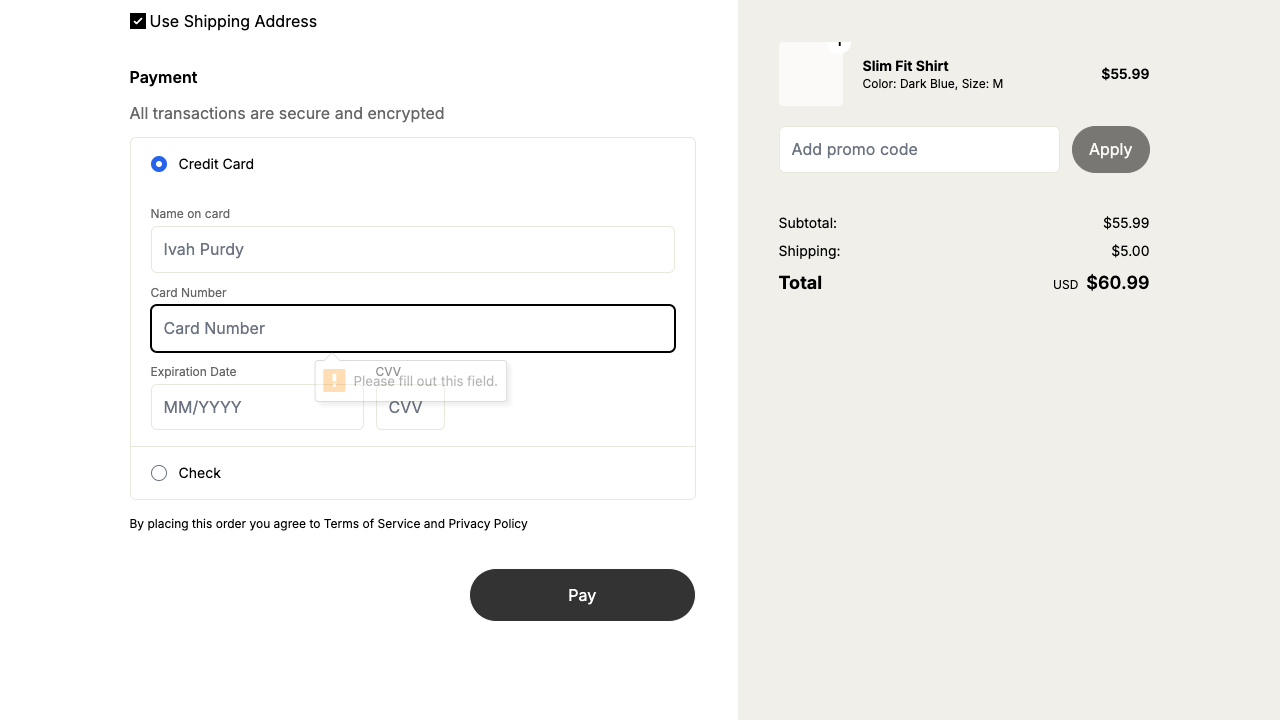 Use Shipping Address
Payment
All transactions are secure and encrypted
Credit Card
Name on card
Ivah Purdy
Card Number
Card Number
Expiration Date
CVV
Please fill out this field.
MM/YYYY
CVV
Check
By placing this order you agree to Terms of Service and Privacy Policy
Pay
Slim Fit Shirt
Color: Dark Blue, Size: M
$55.99
Add promo code
Apply
Subtotal: $55.99
Shipping: $5.00
Total USD $60.99